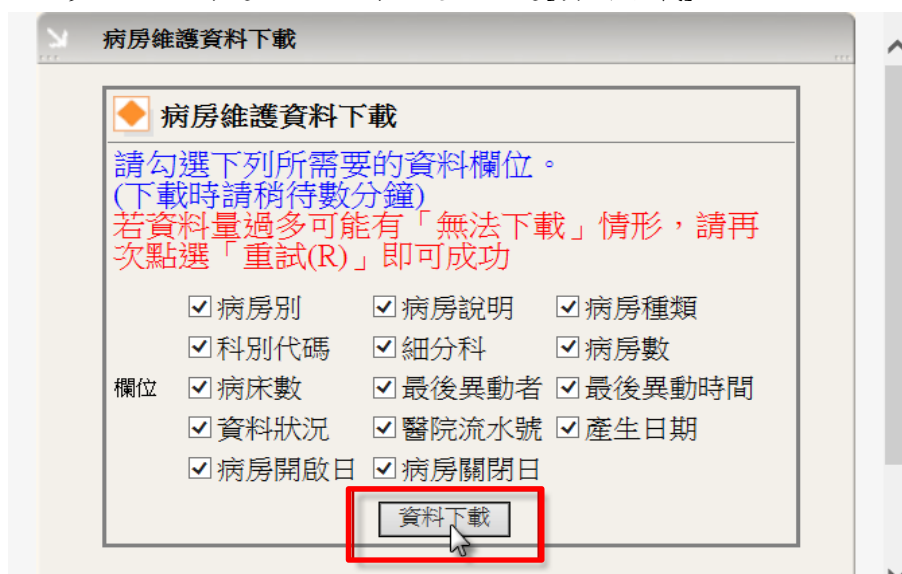 病房維護資料下載
病房維護資料下載
請勾選下列所需要的資料欄位。
(下載時請稍待數分鐘)
若資料量過多可能有「無法下載」情形，請再
次點選「重試(R)」即可成功
病房別 病房說明 病房種類
科別代碼 細分科 病房數
欄位 病床數 最後異動者 最後異動時間
資料狀況 醫院流水號 產生日期
病房開啟日 病房關閉日
資料下載